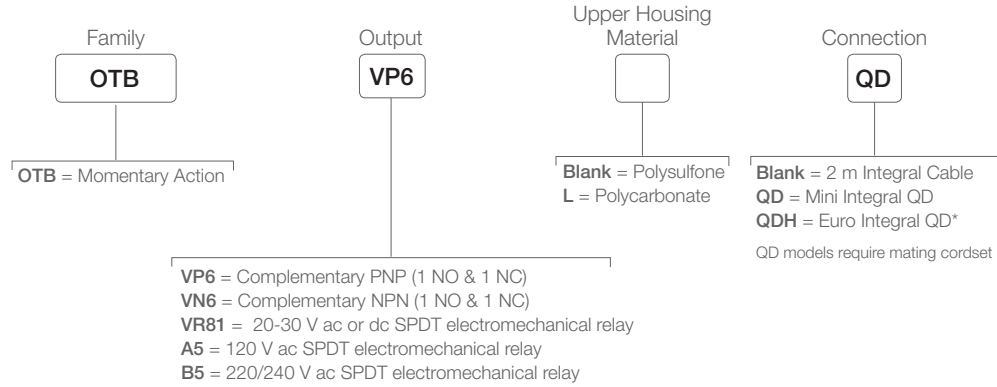 Family
Output
Upper Housing
Material
Connection
OTB
VP6
QD
OTB = Momentary Action
Blank = Polysulfone
L = Polycarbonate
Blank = 2 m Integral Cable
QD = Mini Integral QD
QDH = Euro Integral QD*
QD models require mating cordset
VP6 = Complementary PNP (1 NO & 1 NC)
VN6 = Complementary NPN (1 NO & 1 NC)
VR81 = 20-30 V ac or dc SPDT electromechanical relay
A5 = 120 V ac SPDT electromechanical relay
B5 = 220/240 V ac SPDT electromechanical relay